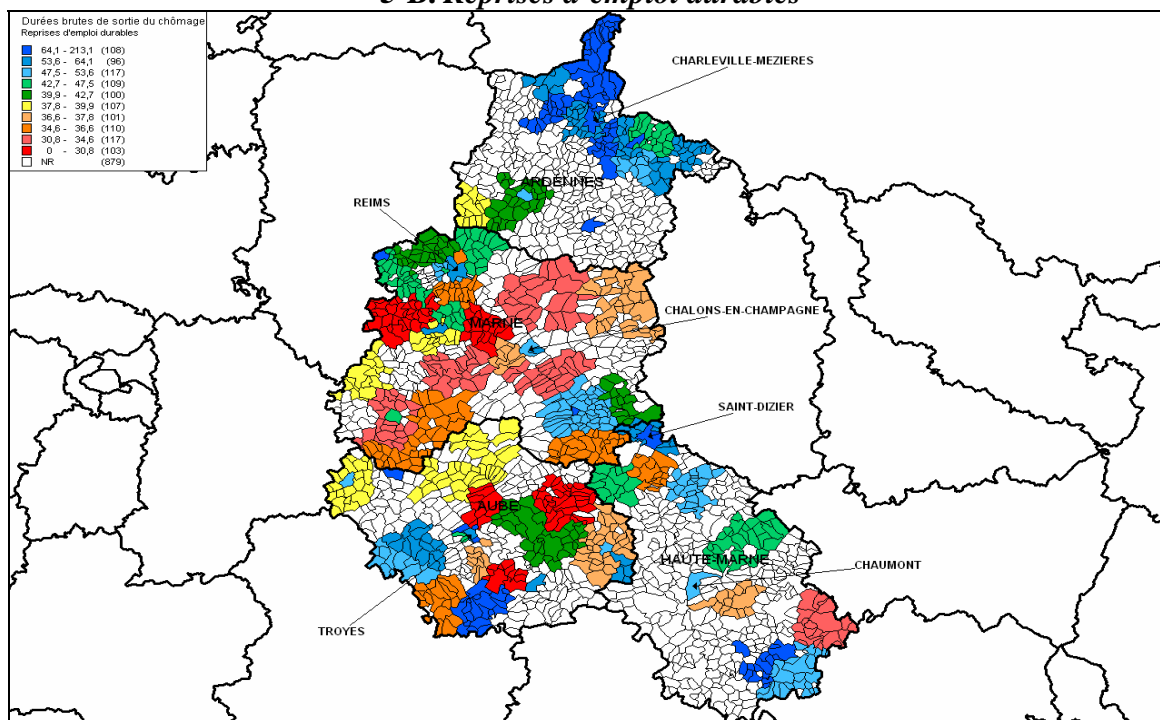 3-B. Reprises d'emploi durables
Durées brutes de sortie du chômage
Reprises d'emploi durables
64,1 - 213,1 (108)
53,6 - 64,1 (96)
47,5 - 53,6 (117)
42,7 - 47,5 (109)
39,9 - 42,7 (100)
37,8 - 39,9 (107)
36,6 - 37,8 (101)
34,6 - 36,6 (110)
30,8 - 34,6 (117)
0 - 30,8 (103)
NR (879)
CHARLEVILLE-MEZIERES
ARDENNES
REIMS
CHALONS-EN-CHAMPAGNE
MARNE
SAINT-DIZIER
AUBE
HAUTE-MARNE
CHAUMONT
TROYES